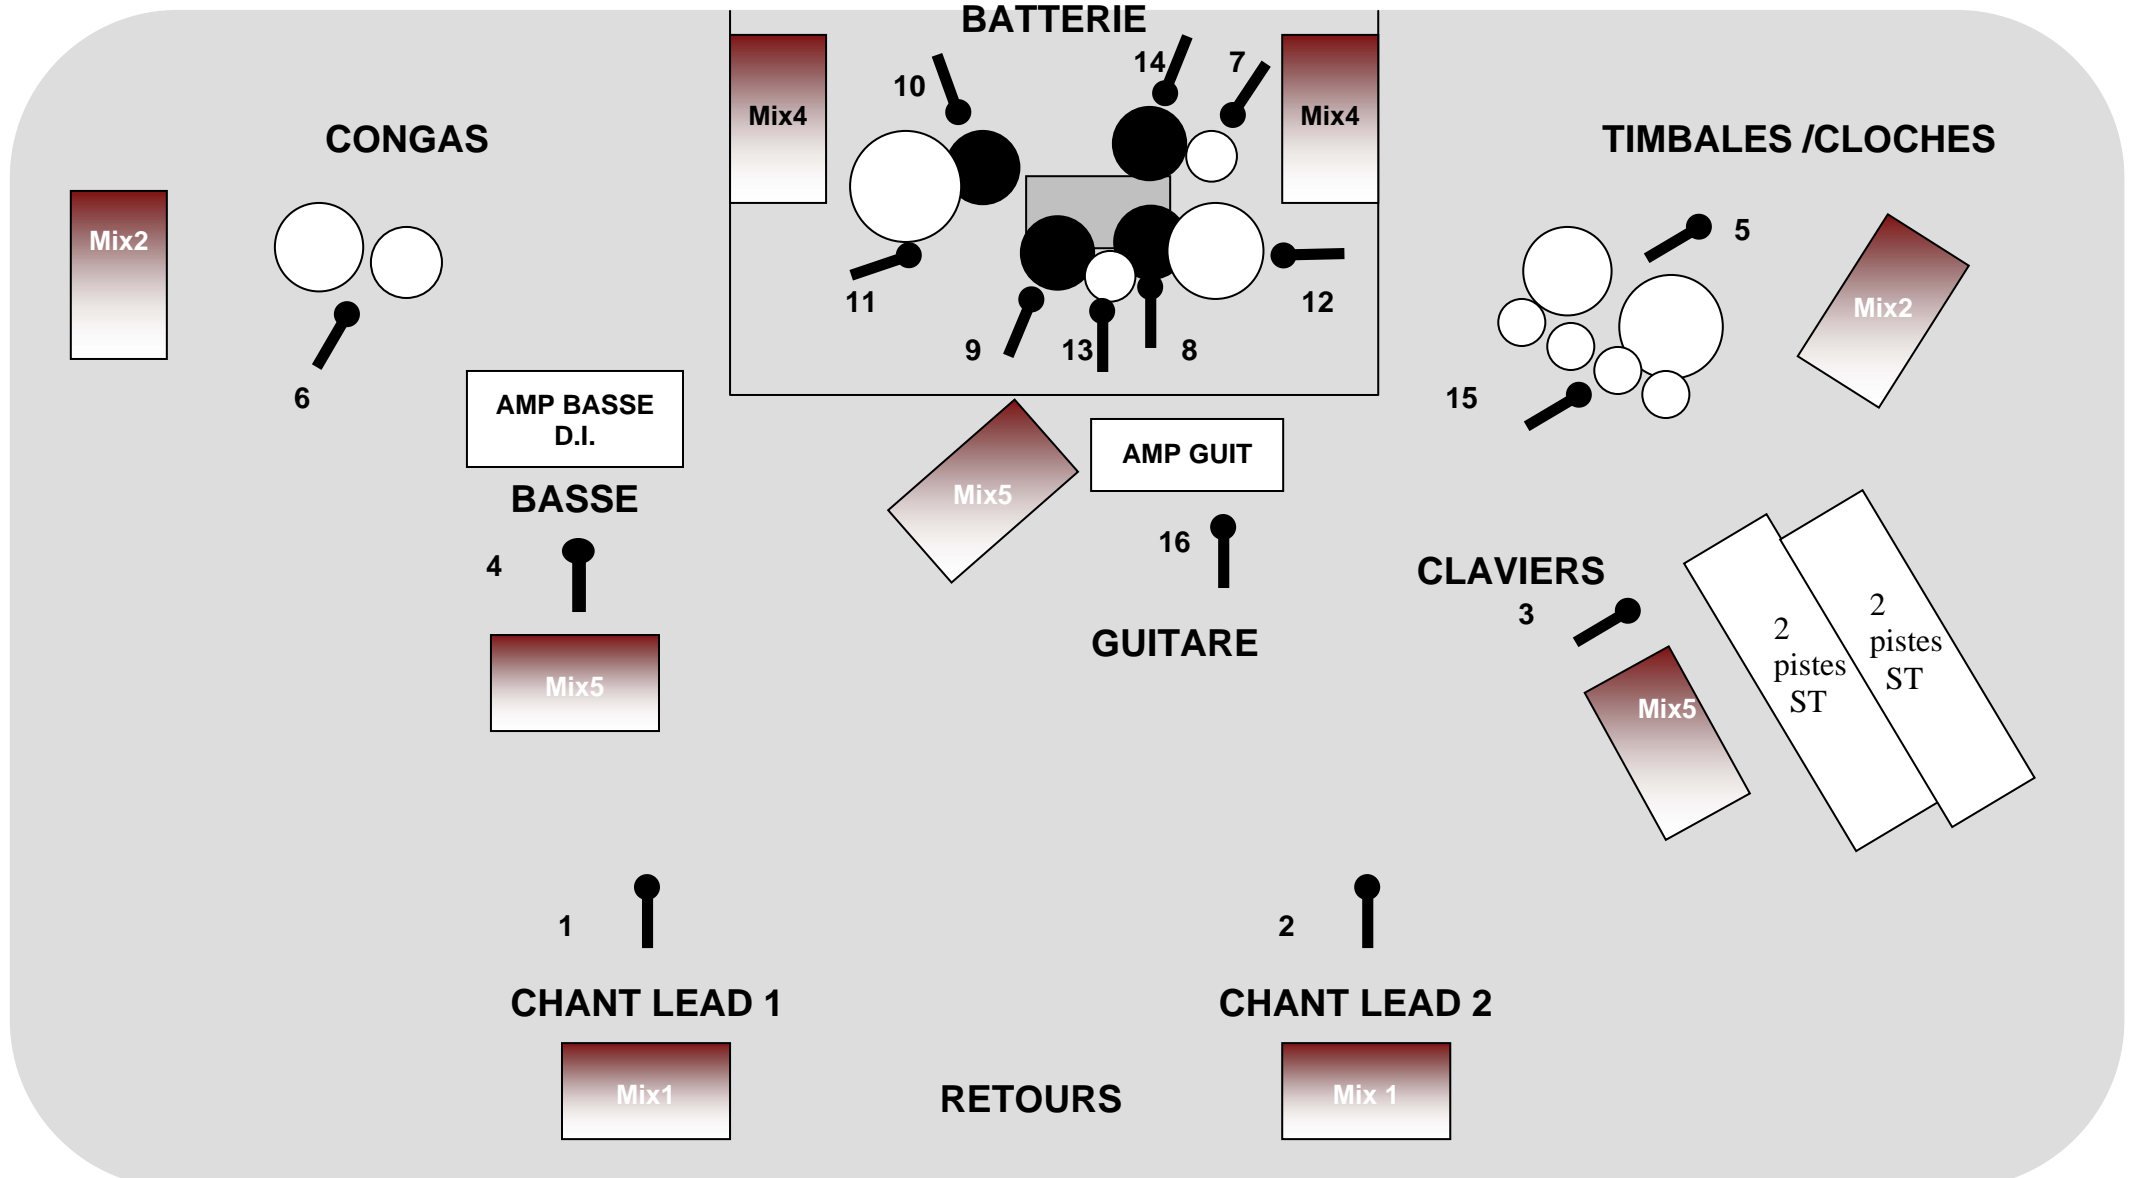 BATTERIE
10
14
7
Mix4
Mix4
CONGAS
TIMBALES /CLOCHES
Mix2
5
Mix2
11
12
9
13
8
6
15
AMP BASSE
D.I.
AMP GUIT
BASSE
Mix5
16
4
CLAVIERS
3
GUITARE
2
pistes
ST
2
pistes
ST
Mix5
Mix5
1
2
CHANT LEAD 1
CHANT LEAD 2
Mix1
RETOURS
Mix 1